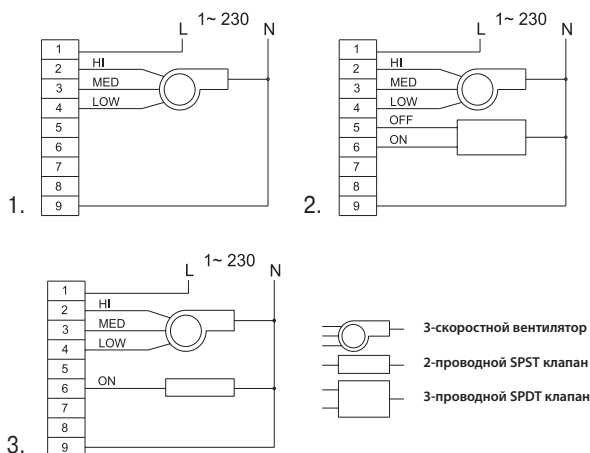 L 1~ 230 N
1
2 HI
3 MED
4 LOW
5
6
7
8
9
1.
L 1~ 230 N
1
2 HI
3 MED
4 LOW
5 OFF
6 ON
7
8
9
2.
L 1~ 230 N
1
2 HI
3 MED
4 LOW
5
6 ON
7
8
9
3.
3-скоростной вентилятор
2-проводной SPST клапан
3-проводной SPDT клапан